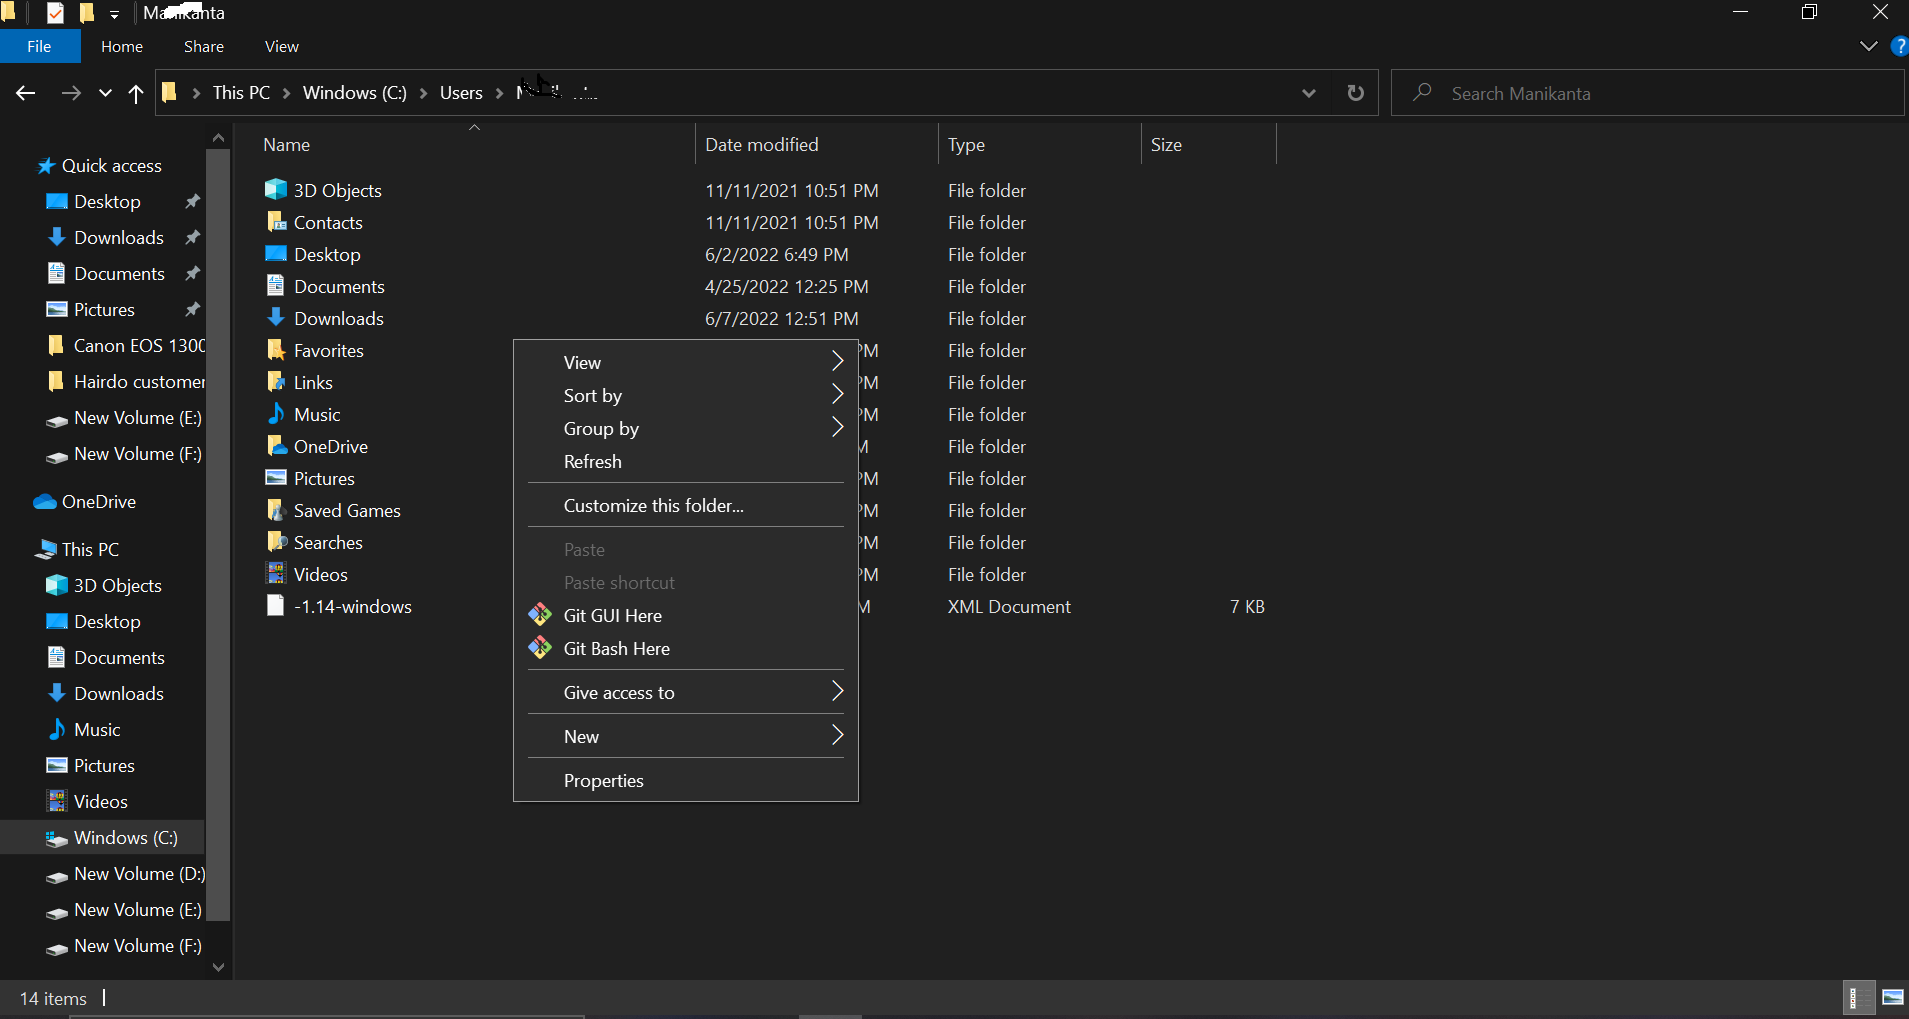 File Home Share View
This PC Windows (C:) Users
Search Manikanta
Name Date modified Type Size
Quick access
Desktop
Downloads
Documents
Pictures
Canon EOS 1300
Hairdo customer
New Volume (E:)
New Volume (F:)
OneDrive
This PC
3D Objects
Desktop
Documents
Downloads
Music
Pictures
Videos
Windows (C:)
New Volume (D:)
New Volume (E:)
New Volume (F:)
3D Objects 11/11/2021 10:51 PM File folder
Contacts 11/11/2021 10:51 PM File folder
Desktop 6/2/2022 6:49 PM File folder
Documents 4/25/2022 12:25 PM File folder
Downloads 6/7/2022 12:51 PM File folder
Favorites File folder
Links File folder
Music File folder
OneDrive File folder
Pictures File folder
Saved Games File folder
Searches File folder
Videos File folder
-1.14-windows XML Document 7 KB
View
Sort by
Group by
Refresh
Customize this folder...
Paste
Paste shortcut
Git GUI Here
Git Bash Here
Give access to
New
Properties
14 items